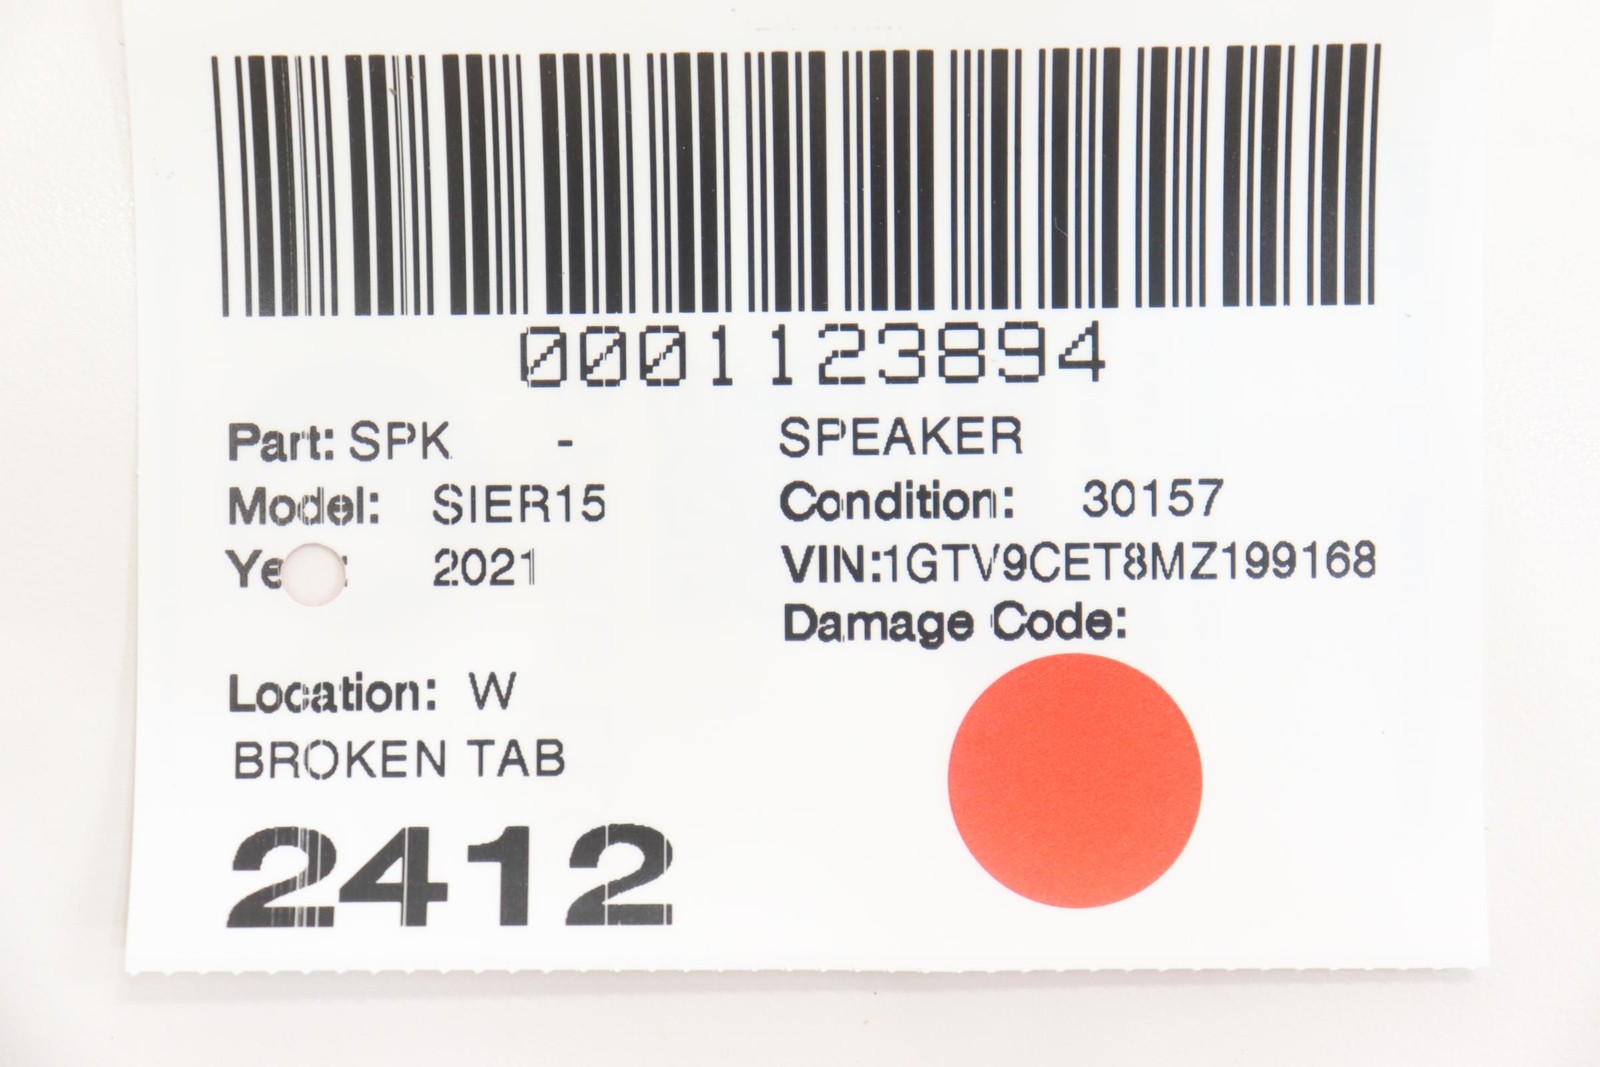 0001123894
Part: SPK - SPEAKER
Model: SIER15 Condition: 30157
2021 VIN:1GTV9CET8MZ199168
Damage Code:
Location: W
BROKEN TAB
2412